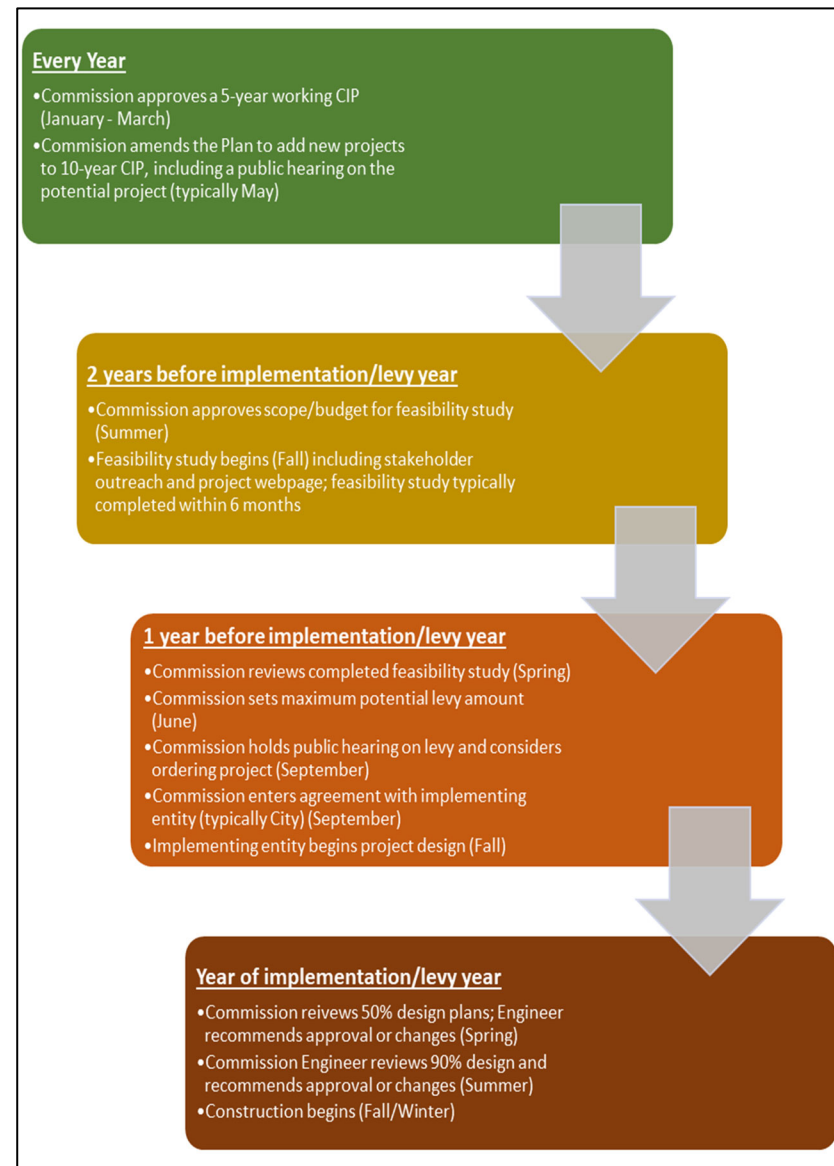 Every Year
•Commission approves a 5-year working CIP
(January - March)
•Commision amends the Plan to add new projects
to 10-year CIP, including a public hearing on the
potential project (typically May)
2 years before implementation/levy year
•Commission approves scope/budget for feasibility study
(Summer)
•Feasibility study begins (Fall) including stakeholder
outreach and project webpage; feasibility study typically
completed within 6 months
1 year before implementation/levy year
•Commission reviews completed feasibility study (Spring)
•Commission sets maximum potential levy amount
(June)
•Commission holds public hearing on levy and considers
ordering project (September)
•Commission enters agreement with implementing
entity (typically City) (September)
•Implementing entity begins project design (Fall)
Year of implementation/levy year
•Commission reivews 50% design plans; Engineer
recommends approval or changes (Spring)
•Commission Engineer reviews 90% design and
recommends approval or changes (Summer)
•Construction begins (Fall/Winter)